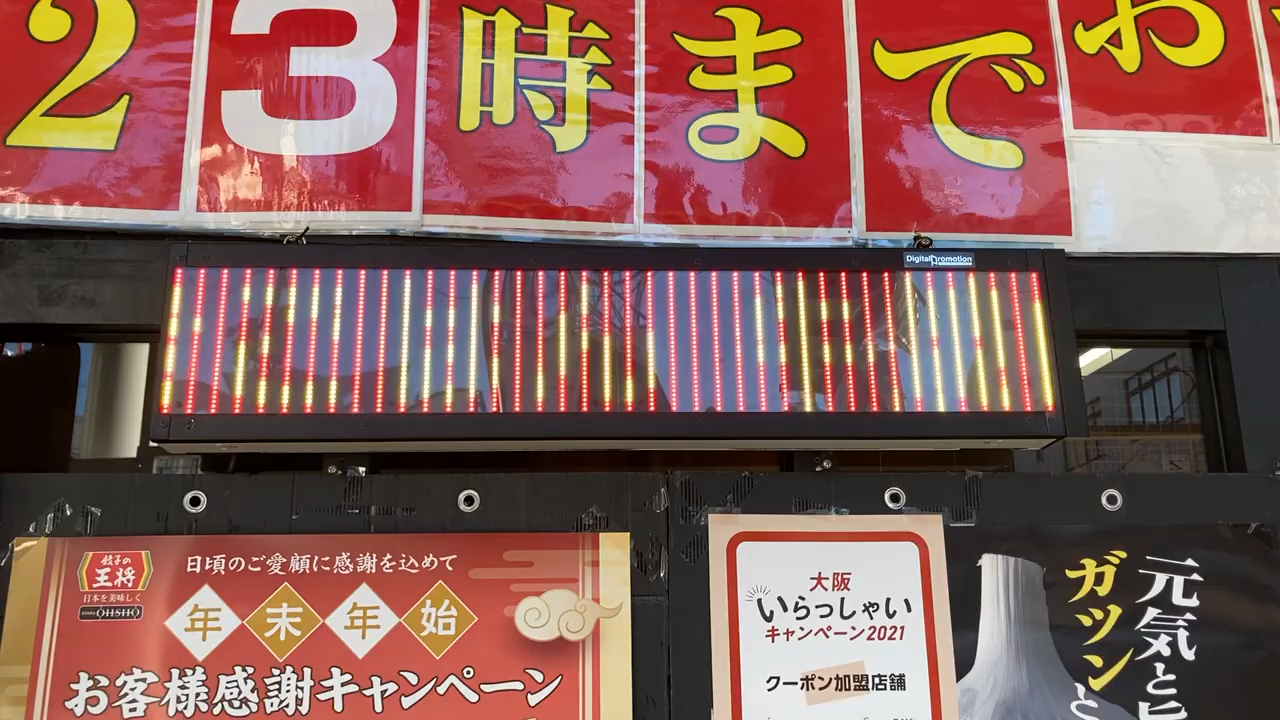 23時までお
DigitalPromotion
餃子の
王将
日本を美味しく
OHSHO
日頃のご愛顧に感謝を込めて
年末年始
お客様感謝キャンペーン
大阪
いらっしゃい
キャンペーン2021
クーポン加盟店舗
元気と
ガツンと